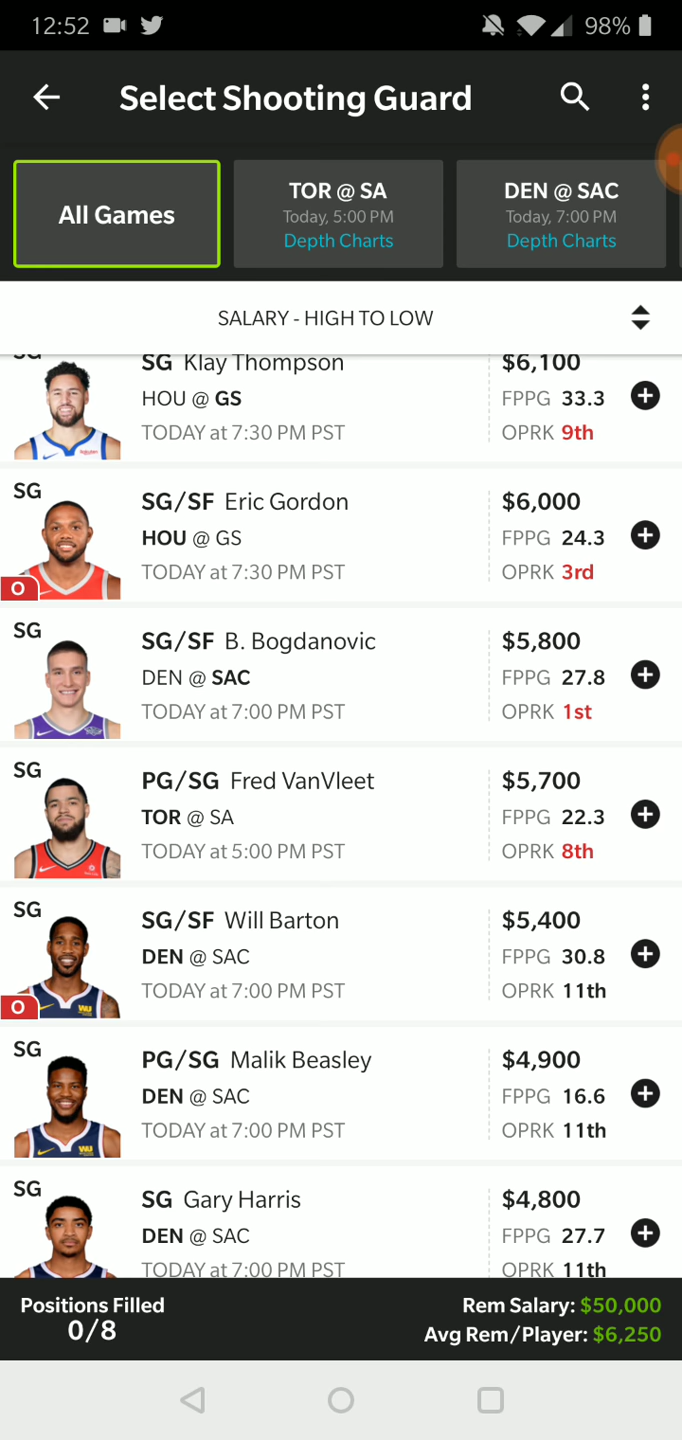 12:52
98%
Select Shooting Guard
All Games
TOR @ SA
Today, 5:00 PM
Depth Charts
DEN @ SAC
Today, 7:00 PM
Depth Charts
SALARY - HIGH TO LOW
SG
SG Klay Thompson
$6,100
HOU @ GS
FPPG 33.3
TODAY at 7:30 PM PST
OPRK 9th
SG
SG/SF Eric Gordon
$6,000
HOU @ GS
FPPG 24.3
O
TODAY at 7:30 PM PST
OPRK 3rd
SG
SG/SF B. Bogdanovic
$5,800
DEN @ SAC
FPPG 27.8
TODAY at 7:00 PM PST
OPRK 1st
SG
PG/SG Fred VanVleet
$5,700
TOR @ SA
FPPG 22.3
TODAY at 5:00 PM PST
OPRK 8th
SG
SG/SF Will Barton
$5,400
DEN @ SAC
FPPG 30.8
O
TODAY at 7:00 PM PST
OPRK 11th
SG
PG/SG Malik Beasley
$4,900
DEN @ SAC
FPPG 16.6
TODAY at 7:00 PM PST
OPRK 11th
SG
SG Gary Harris
$4,800
DEN @ SAC
FPPG 27.7
TODAY at 7:00 PM PST
OPRK 11th
Positions Filled
0/8
Rem Salary: $50,000
Avg Rem/Player: $6,250